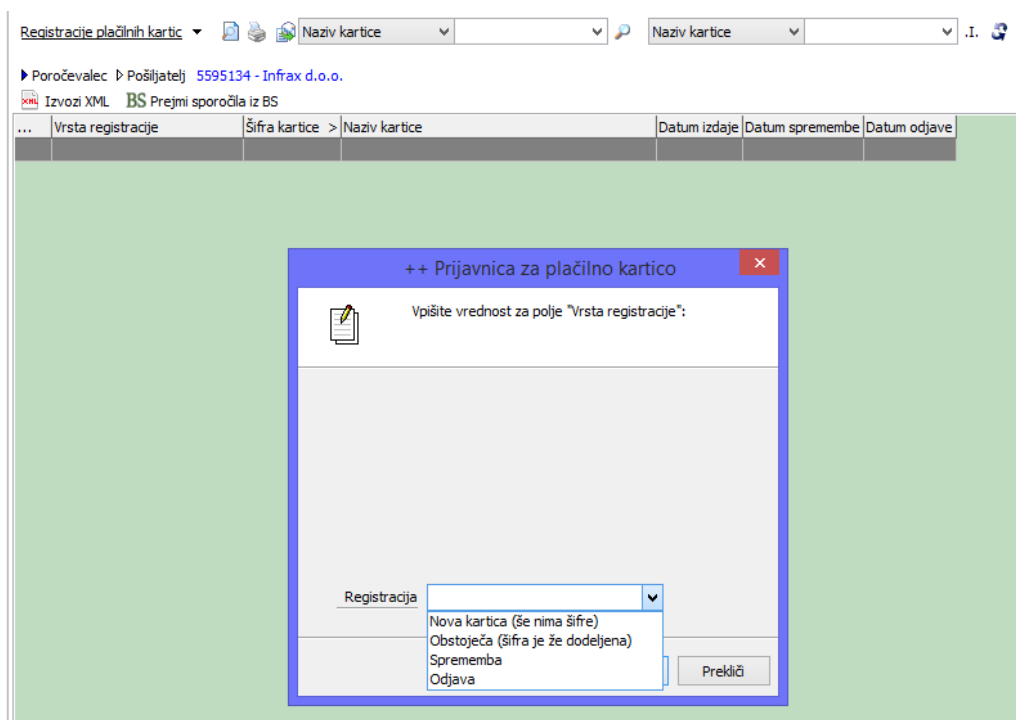 Registracije plačilnih kartic Naziv kartice Naziv kartice .I.
Poročevalec Pošiljatelj 5595134 - Infrax d.o.o.
XML Izvozi XML BS Prejmi sporočila iz BS
... Vrsta registracije Šifra kartice > Naziv kartice Datum izdaje Datum spremembe Datum odjave
++ Prijavnica za plačilno kartico
Vpišite vrednost za polje "Vrsta registracije":
Registracija
Nova kartica (še nima šifre)
Obstoječa (šifra je že dodeljena)
Sprememba
Odjava
Prekliči